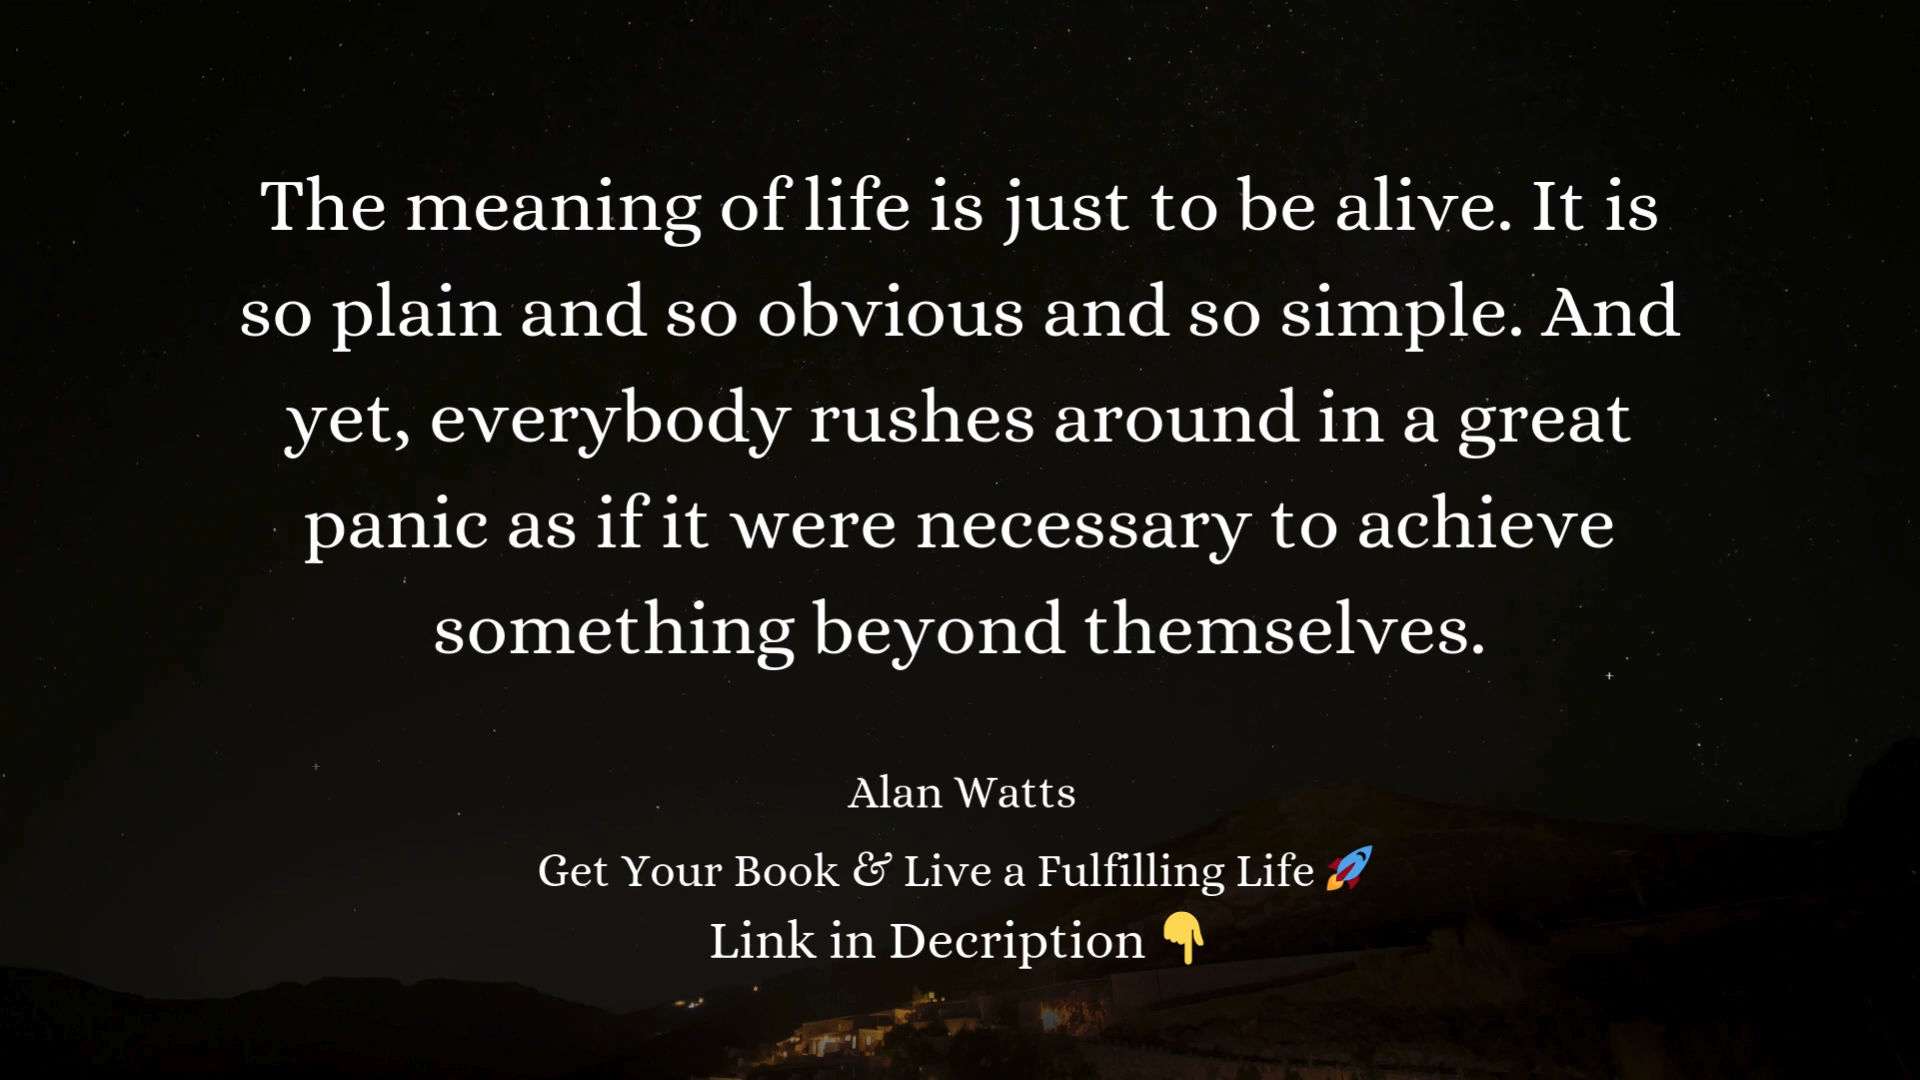 The meaning of life is just to be alive. It is
so plain and so obvious and so simple. And
yet, everybody rushes around in a great
panic as if it were necessary to achieve
something beyond themselves.
Alan Watts
Get Your Book & Live a Fulfilling Life 🚀
Link in Decription 👇